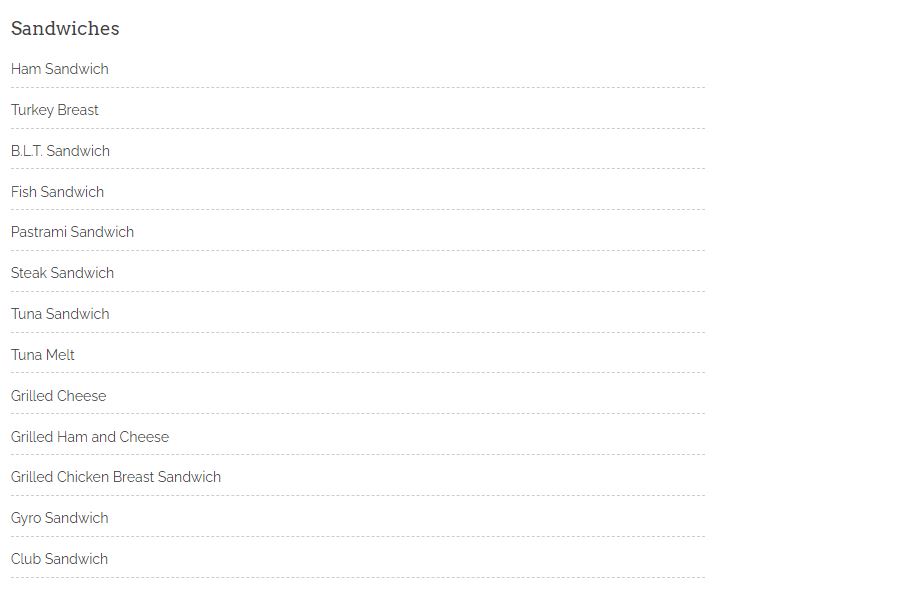 Sandwiches
Ham Sandwich
Turkey Breast
B.L.T. Sandwich
Fish Sandwich
Pastrami Sandwich
Steak Sandwich
Tuna Sandwich
Tuna Melt
Grilled Cheese
Grilled Ham and Cheese
Grilled Chicken Breast Sandwich
Gyro Sandwich
Club Sandwich